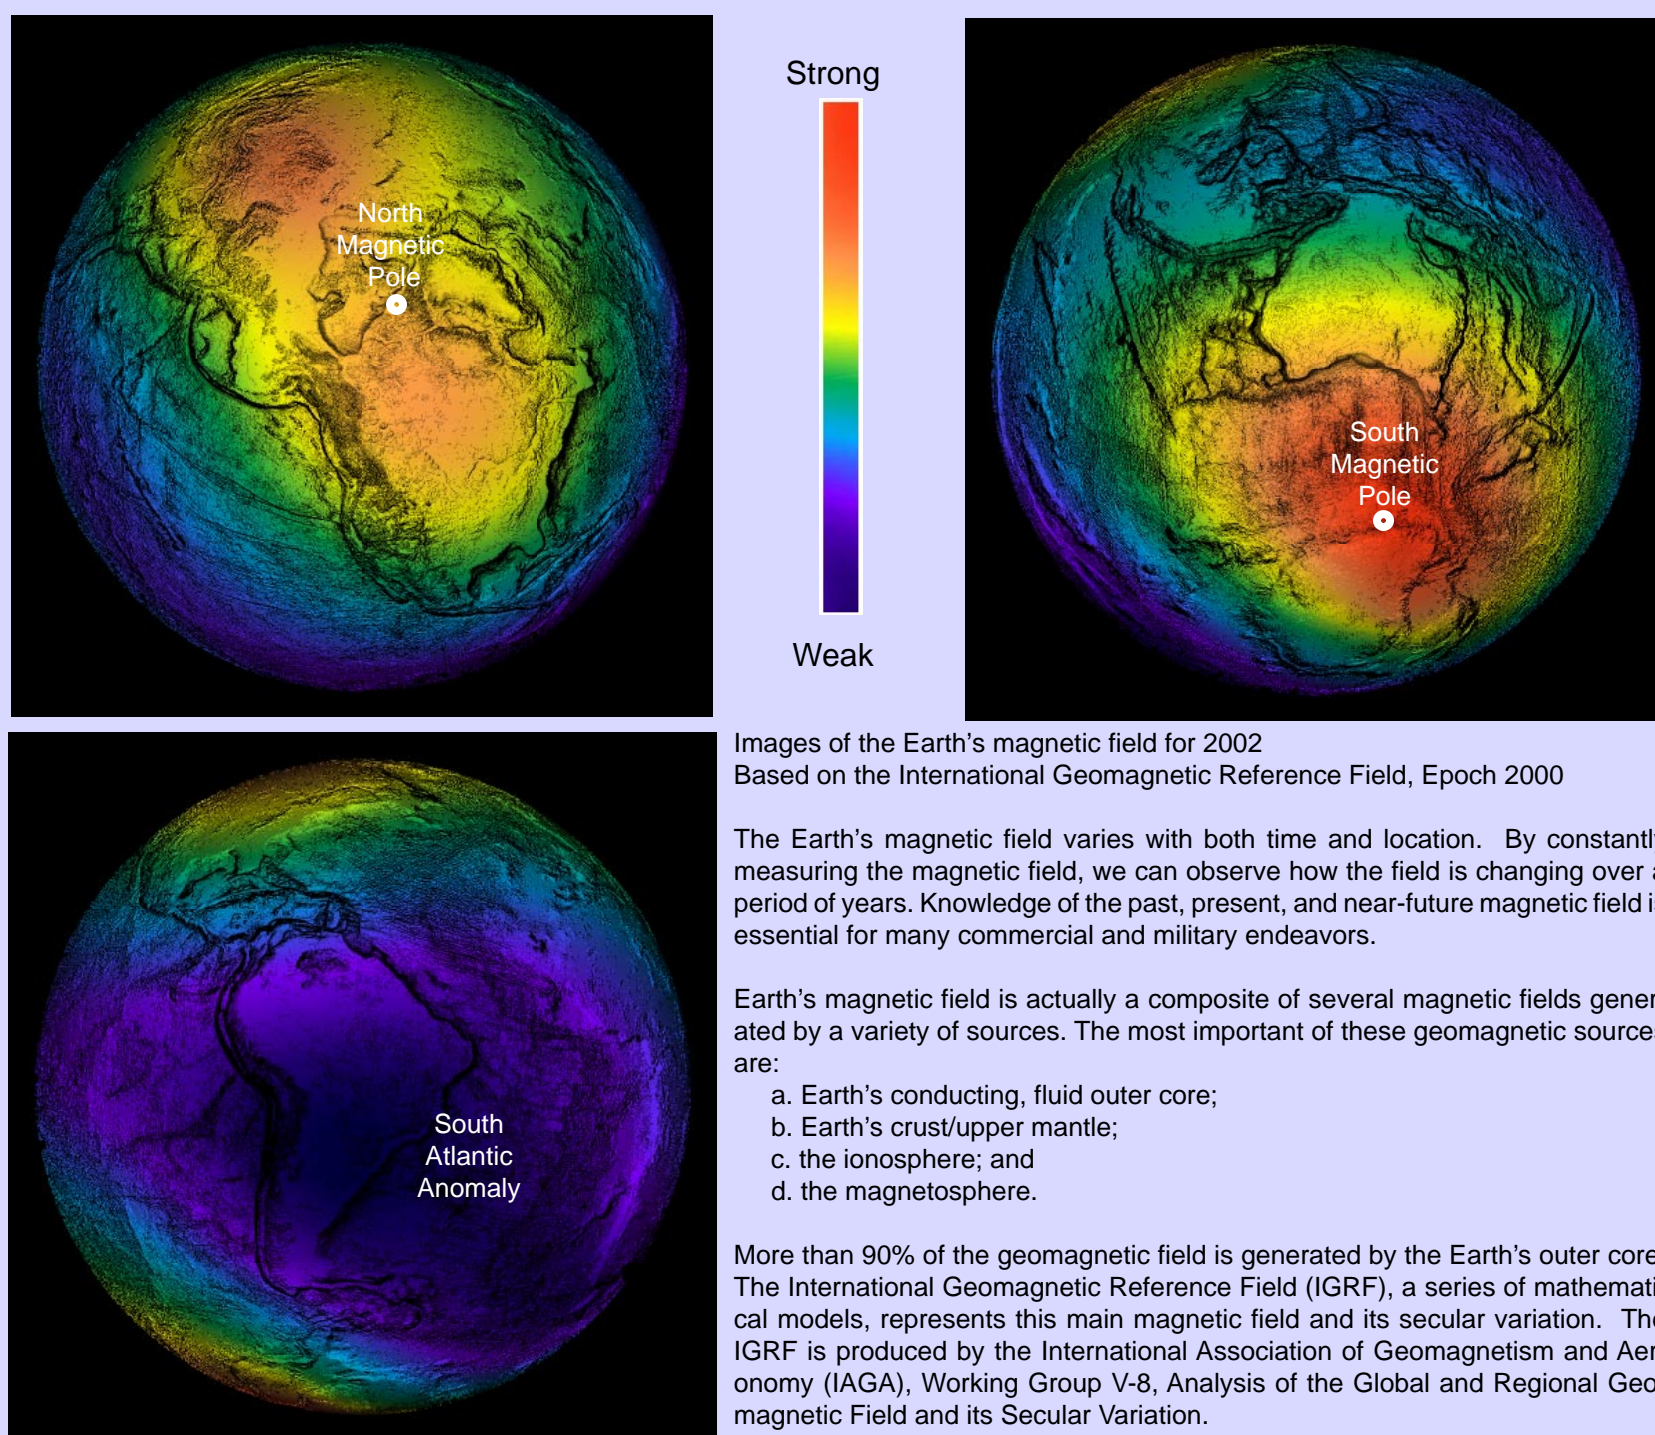 North
Magnetic
Pole
Strong
Weak
South
Magnetic
Pole
South
Atlantic
Anomaly
Images of the Earth's magnetic field for 2002
Based on the International Geomagnetic Reference Field, Epoch 2000
The Earth's magnetic field varies with both time and location. By constantly
measuring the magnetic field, we can observe how the field is changing over a
period of years. Knowledge of the past, present, and near-future magnetic field is
essential for many commercial and military endeavors.
Earth's magnetic field is actually a composite of several magnetic fields gener
ated by a variety of sources. The most important of these geomagnetic sources
are:
a. Earth's conducting, fluid outer core;
b. Earth's crust/upper mantle;
c. the ionosphere; and
d. the magnetosphere.
More than 90% of the geomagnetic field is generated by the Earth's outer core
The International Geomagnetic Reference Field (IGRF), a series of mathemati
cal models, represents this main magnetic field and its secular variation. The
IGRF is produced by the International Association of Geomagnetism and Aer
onomy (IAGA), Working Group V-8, Analysis of the Global and Regional Geo
magnetic Field and its Secular Variation.